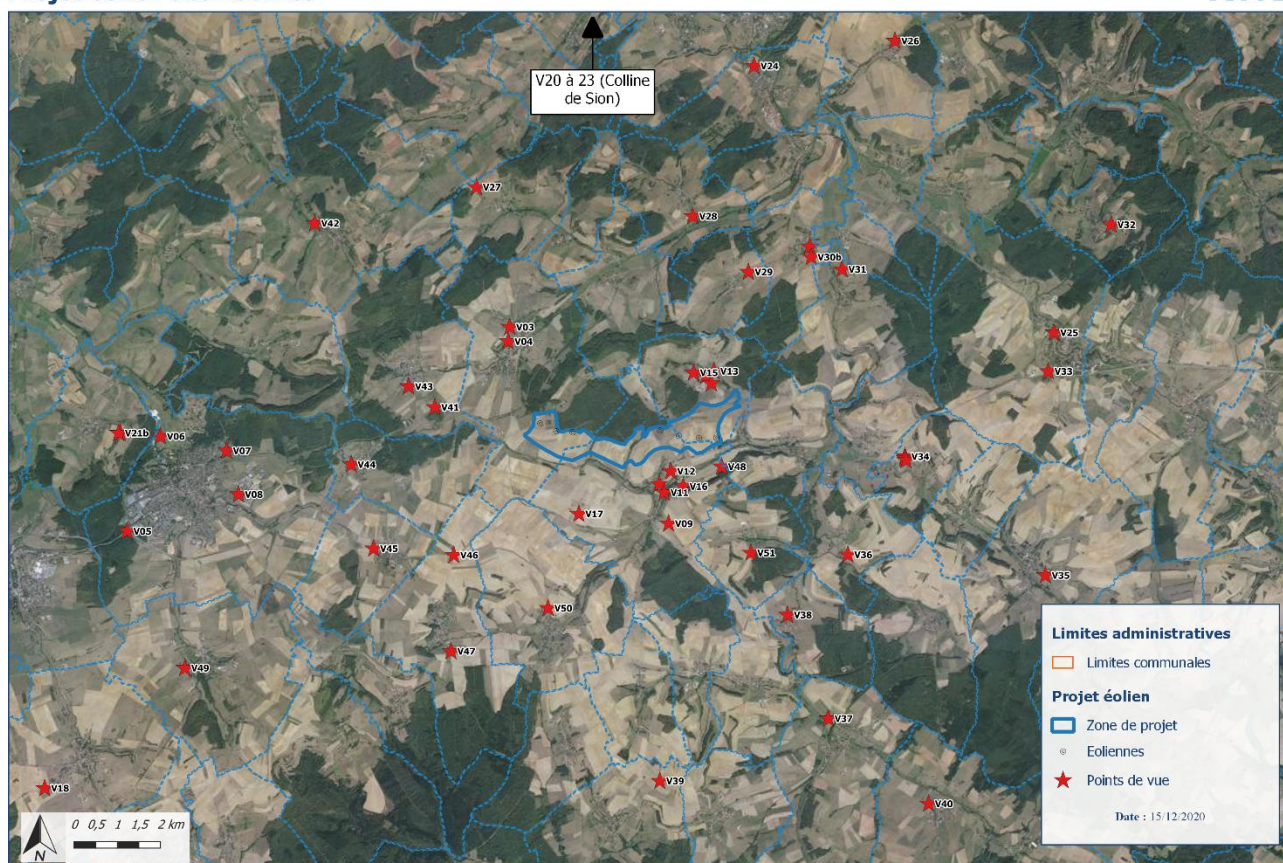 V20 à 23 (Colline
de Sion)
V26
V24
V27
V42
V28
V32
V30b
V29
V31
V03
V04
V25
V33
V15
V13
V43
V41
V21b
V06
V07
V44
V34
V12
V48
V16
V11
V08
V17
V09
V05
V45
V46
V51
V36
V35
V50
V38
V47
V49
V37
V39
V18
V40
Limites administratives
Limites communales
Projet éolien
Zone de projet
Eoliennes
Points de vue
Date : 15/12/2020
0 0,5 1 1,5 2 km
N